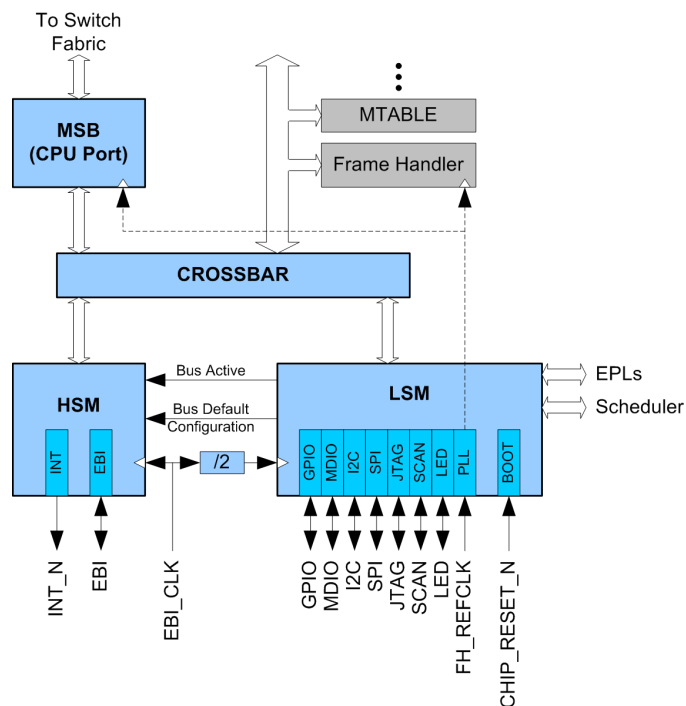 To Switch
Fabric
MSB
(CPU Port)
MTABLE
Frame Handler
CROSSBAR
HSM
Bus Active
Bus Default
Configuration
LSM
EPLs
Scheduler
INT
EBI
/2
GPIO
MDIO
I2C
SPI
JTAG
SCAN
LED
PLL
BOOT
INT_N
EBI
EBI_CLK
GPIO
MDIO
I2C
SPI
JTAG
SCAN
LED
FH_REFCLK
CHIP_RESET_N